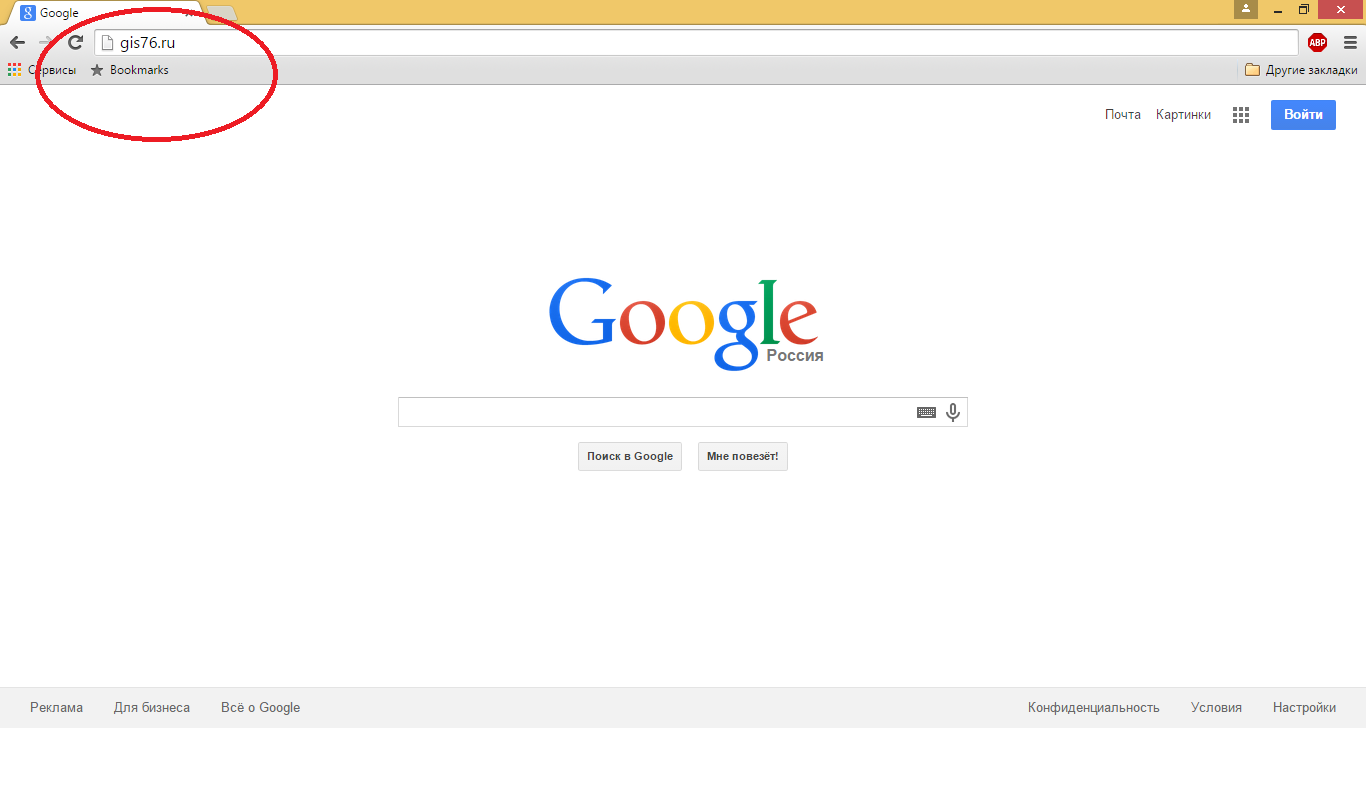 Google
gis76.ru
ABP
Сервисы Bookmarks Другие закладки
Почта Картинки Войти
Google
Россия
Поиск в Google Мне повезёт!
Реклама Для бизнеса Всё о Google Конфиденциальность Условия Настройки